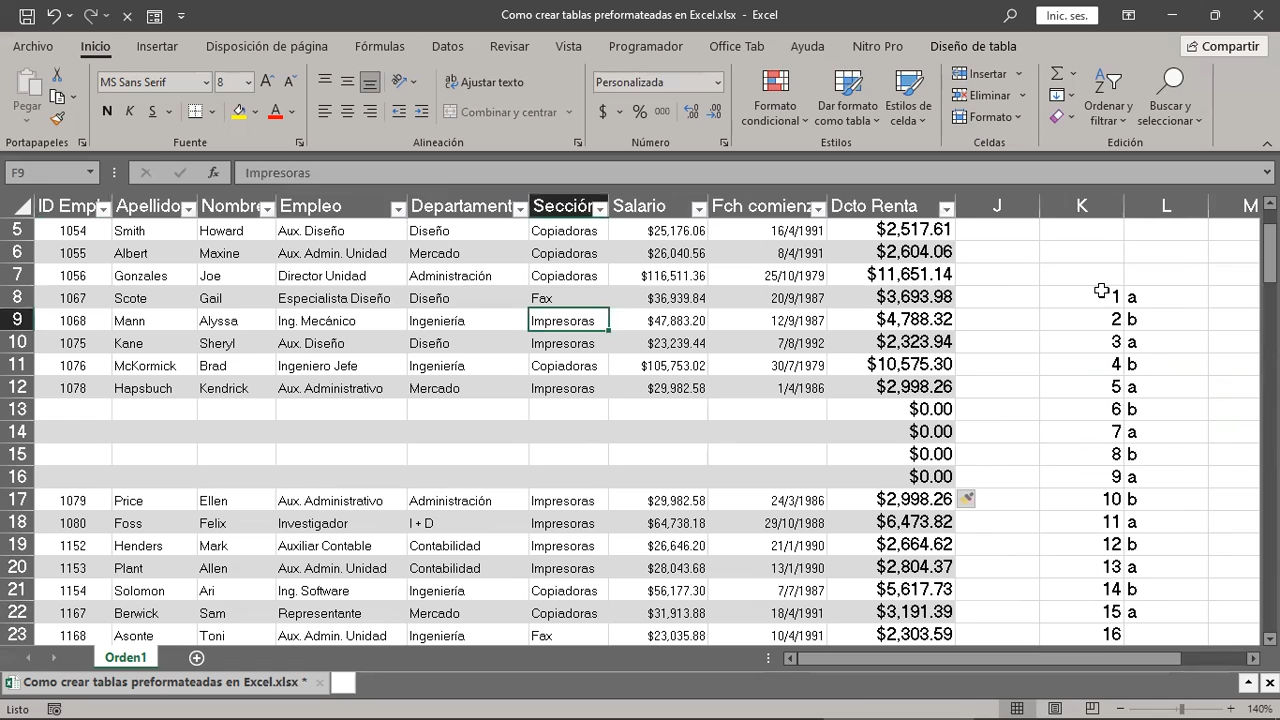 Como crear tablas preformateadas en Excel.xlsx - Excel
Inic. ses.
Archivo Inicio Insertar Disposición de página Fórmulas Datos Revisar Vista Programador Office Tab Ayuda Nitro Pro Diseño de tabla Compartir
Pegar
MS Sans Serif 8
N K S
Ajustar texto
Combinar y centrar
Personalizada
$ % 000
Formato condicional
Dar formato como tabla
Estilos de celda
Insertar
Eliminar
Formato
Ordenar y filtrar
Buscar y seleccionar
Portapapeles Fuente Alineación Número Estilos Celdas Edición
F9 fx Impresoras
ID Empl Apellido Nombre Empleo Departament Sección Salario Fch comienz Dcto Renta J K L M
5 1054 Smith Howard Aux. Diseño Diseño Copiadoras $25,176.06 16/4/1991 $2,517.61
6 1055 Albert Maxine Aux. Admin. Unidad Mercado Copiadoras $26,040.56 8/4/1991 $2,604.06
7 1056 Gonzales Joe Director Unidad Administración Copiadoras $116,511.36 25/10/1979 $11,651.14
8 1067 Scote Gail Especialista Diseño Diseño Fax $36,939.84 20/9/1987 $3,693.98 1 a
9 1068 Mann Alyssa Ing. Mecánico Ingeniería Impresoras $47,883.20 12/9/1987 $4,788.32 2 b
10 1075 Kane Sheryl Aux. Diseño Diseño Impresoras $23,239.44 7/8/1992 $2,323.94 3 a
11 1076 McKormick Brad Ingeniero Jefe Ingeniería Copiadoras $105,753.02 30/7/1979 $10,575.30 4 b
12 1078 Hapsbuch Kendrick Aux. Administrativo Mercado Impresoras $29,982.58 1/4/1986 $2,998.26 5 a
13 $0.00 6 b
14 $0.00 7 a
15 $0.00 8 b
16 $0.00 9 a
17 1079 Price Ellen Aux. Administrativo Administración Impresoras $29,982.58 24/3/1986 $2,998.26 10 b
18 1080 Foss Felix Investigador I + D Impresoras $64,738.18 29/10/1988 $6,473.82 11 a
19 1152 Henders Mark Auxiliar Contable Contabilidad Impresoras $26,646.20 21/1/1990 $2,664.62 12 b
20 1153 Plant Allen Aux. Admin. Unidad Contabilidad Impresoras $28,043.68 13/1/1990 $2,804.37 13 a
21 1154 Solomon Ari Ing. Software Ingeniería Copiadoras $56,177.30 7/7/1987 $5,617.73 14 b
22 1167 Berwick Sam Representante Mercado Copiadoras $31,913.88 18/4/1991 $3,191.39 15 a
23 1168 Asonte Toni Aux. Admin. Unidad Ingeniería Fax $23,035.88 10/4/1991 $2,303.59 16
Orden1
Como crear tablas preformateadas en Excel.xlsx *
Listo 140%